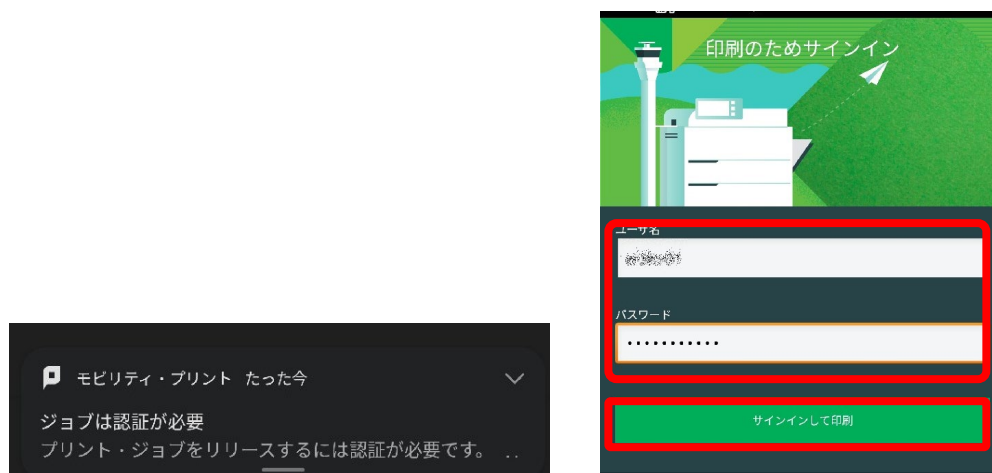 モビリティ・プリント たった今
ジョブは認証が必要
プリント・ジョブをリリースするには認証が必要です。 ..
印刷のためサインイン
ユーザ名
パスワード
•••••••••••
サインインして印刷